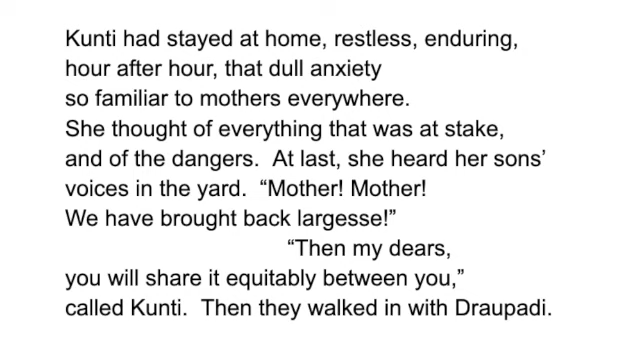 Kunti had stayed at home, restless, enduring,
hour after hour, that dull anxiety
so familiar to mothers everywhere.
She thought of everything that was at stake,
and of the dangers.  At last, she heard her sons’
voices in the yard.  “Mother! Mother!
We have brought back largesse!”
“Then my dears,
you will share it equitably between you,”
called Kunti.  Then they walked in with Draupadi.